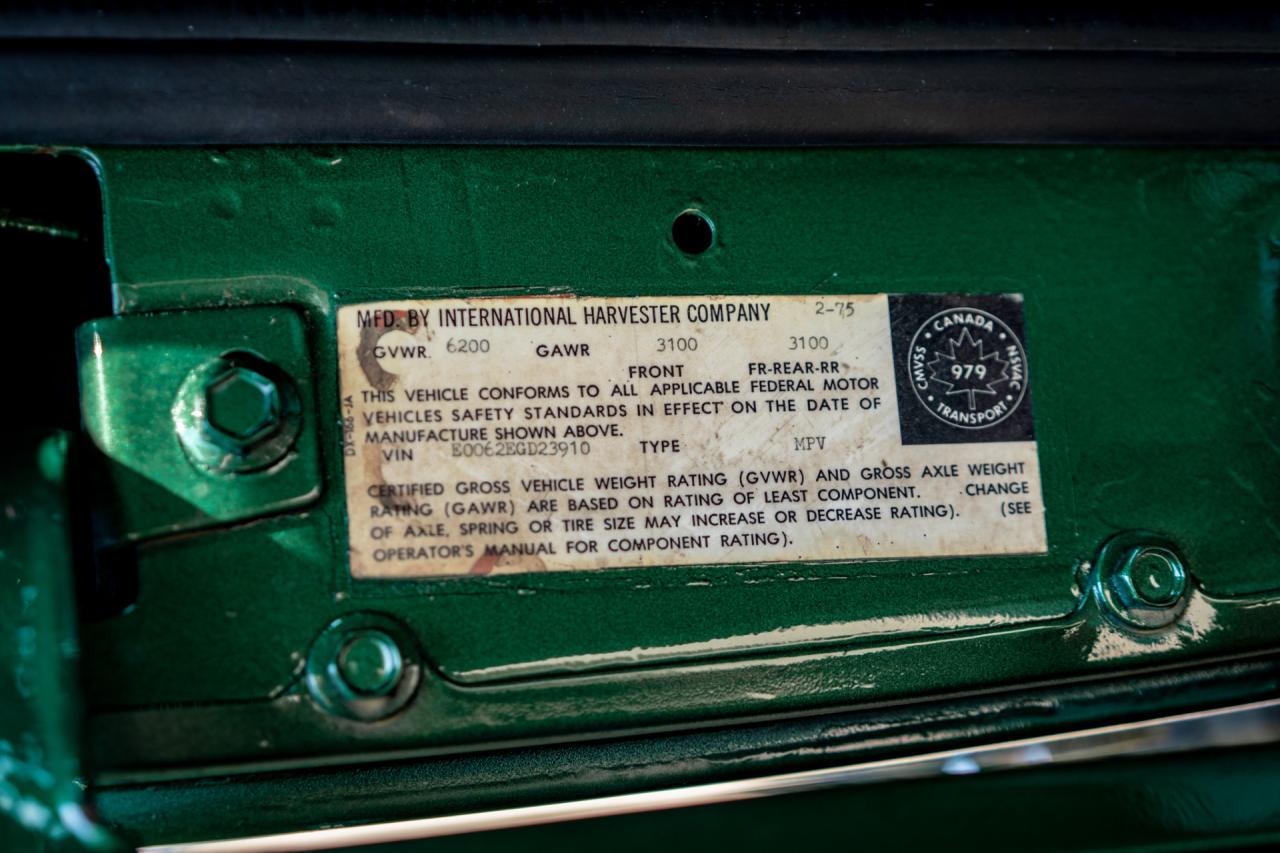 MFD. BY INTERNATIONAL HARVESTER COMPANY 2-75
GVWR. 6200 GAWR 3100 3100
FRONT FR-REAR-RR
THIS VEHICLE CONFORMS TO ALL APPLICABLE FEDERAL MOTOR
VEHICLES SAFETY STANDARDS IN EFFECT ON THE DATE OF
MANUFACTURE SHOWN ABOVE.
VIN E0062EGD23910 TYPE MPV
CERTIFIED GROSS VEHICLE WEIGHT RATING (GVWR) AND GROSS AXLE WEIGHT
RATING (GAWR) ARE BASED ON RATING OF LEAST COMPONENT. CHANGE
OF AXLE, SPRING OR TIRE SIZE MAY INCREASE OR DECREASE RATING). (SEE
OPERATOR'S MANUAL FOR COMPONENT RATING).
DX-166-JA
CANADA
CMVSS
979
NSVAC
TRANSPORT